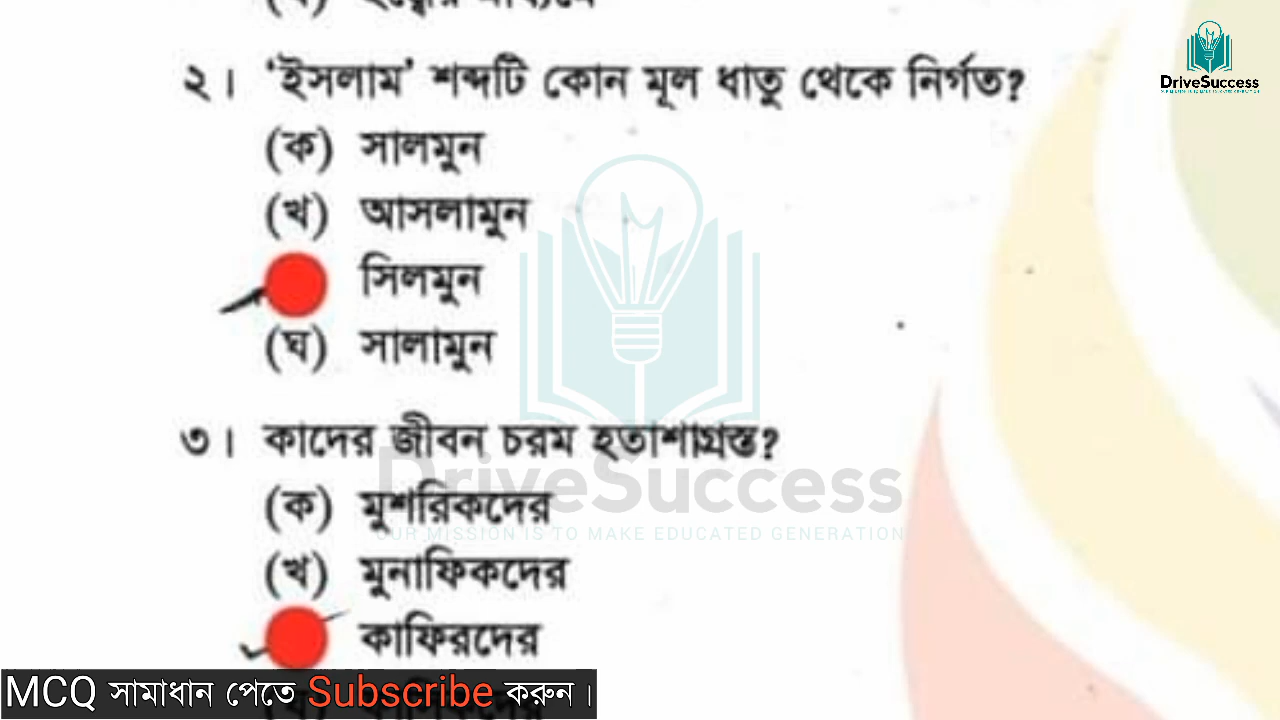 ২। ‘ইসলাম’ শব্দটি কোন মূল ধাতু থেকে নির্গত?
(ক) সালমুন
(খ) আসলামুন
সিলমুন
(ঘ) সালামুন
৩। কাদের জীবন চরম হতাশাগ্রস্ত?
(ক) মুশরিকদের
(খ) মুনাফিকদের
কাফিরদের
MCQ সামাধান পেতে Subscribe করুন।
DriveSuccess
DriveSuccess
OUR MISSION IS TO MAKE EDUCATED GENERATION